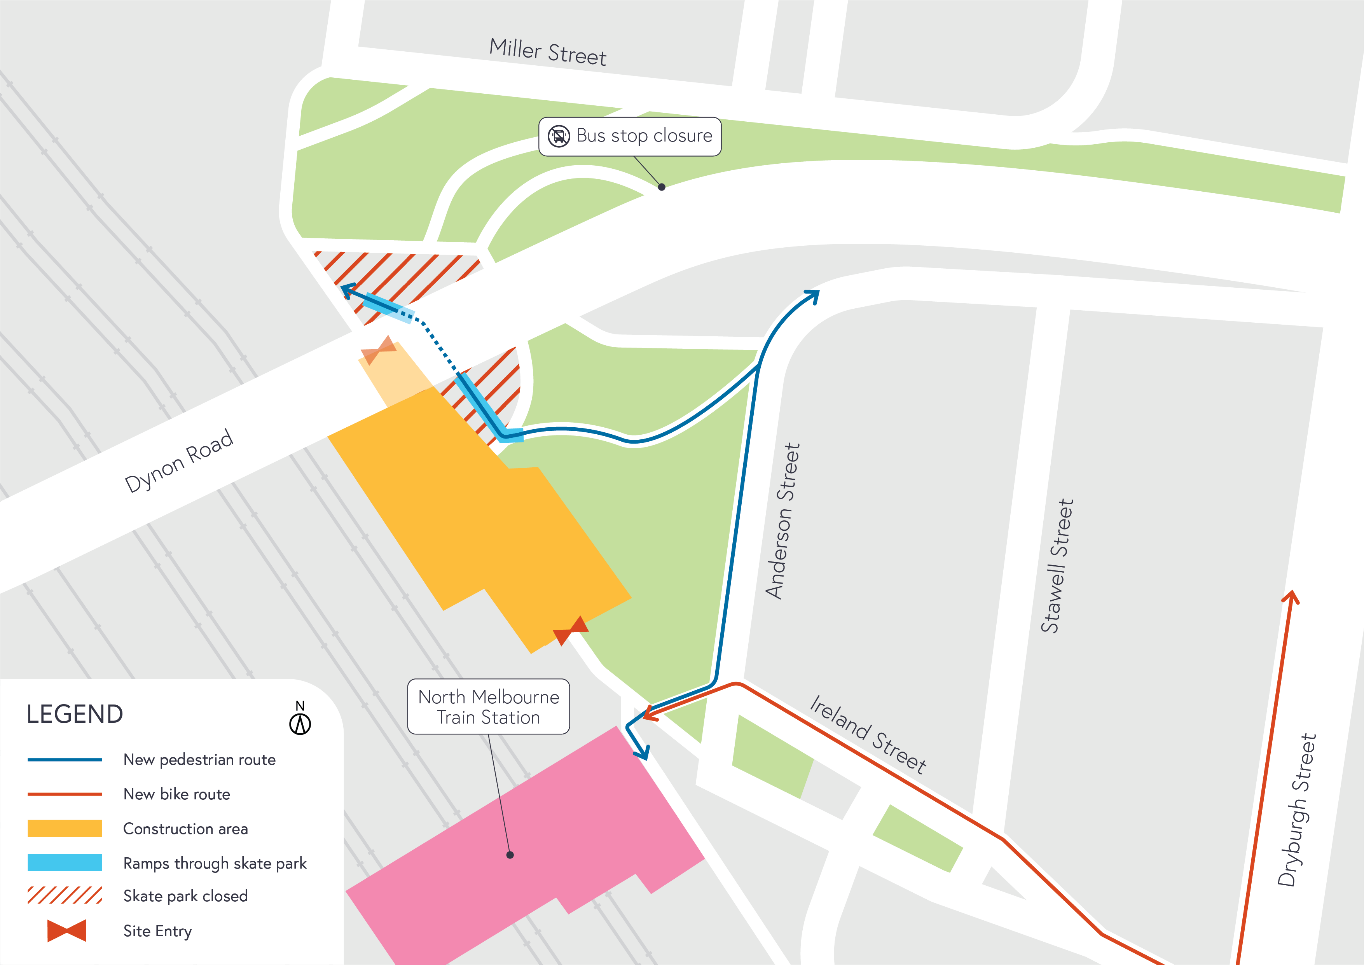 Miller Street
Bus stop closure
Dynon Road
Anderson Street
Stawell Street
North Melbourne
Train Station
Ireland Street
Dryburgh Street
LEGEND
N
New pedestrian route
New bike route
Construction area
Ramps through skate park
Skate park closed
Site Entry